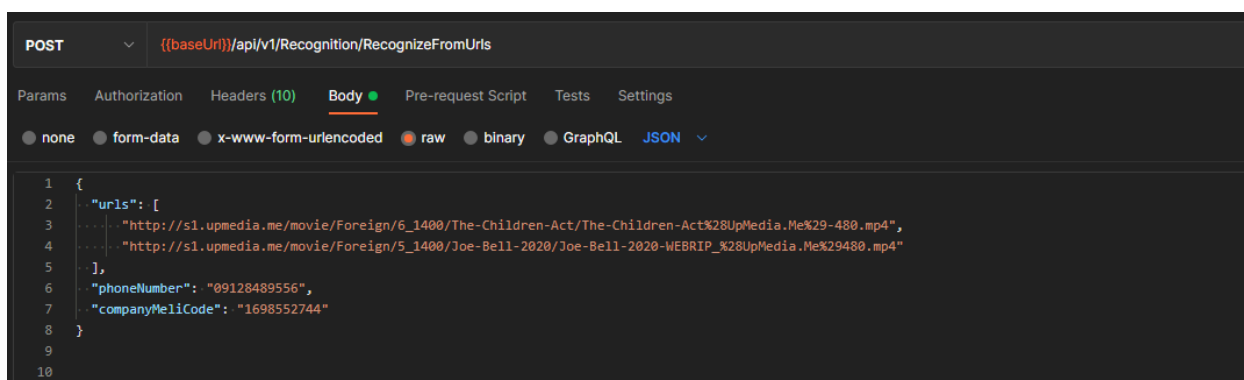 POST {{baseUrl}}/api/v1/Recognition/RecognizeFromUrls
Params Authorization Headers (10) Body Pre-request Script Tests Settings
none form-data x-www-form-urlencoded raw binary GraphQL JSON
1 {
2 "urls": [
3 "http://s1.upmedia.me/movie/Foreign/6_1400/The-Children-Act/The-Children-Act%28UpMedia.Me%29-480.mp4",
4 "http://s1.upmedia.me/movie/Foreign/5_1400/Joe-Bell-2020/Joe-Bell-2020-WEBRIP_%28UpMedia.Me%29480.mp4"
5 ],
6 "phoneNumber": "09128489556",
7 "companyMeliCode": "1698552744"
8 }
9
10